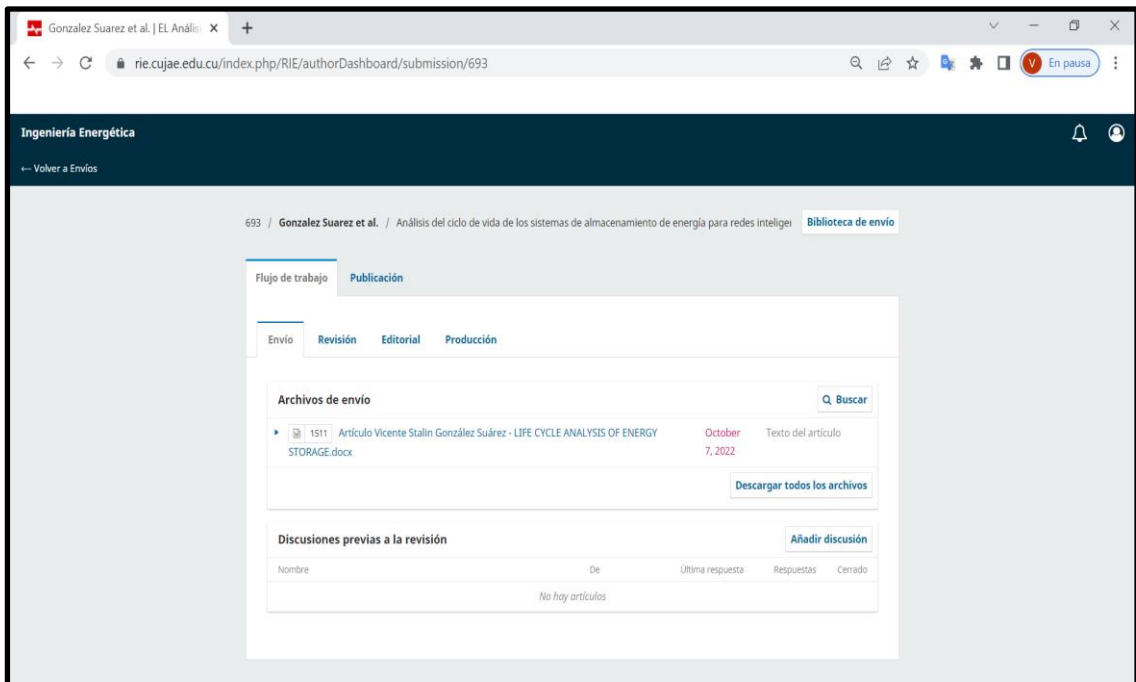 Gonzalez Suarez et al. | EL Análisi
rie.cujae.edu.cu/index.php/RIE/authorDashboard/submission/693
V En pausa
Ingeniería Energética
← Volver a Envíos
693 / Gonzalez Suarez et al. / Análisis del ciclo de vida de los sistemas de almacenamiento de energía para redes intelige
Biblioteca de envío
Flujo de trabajo Publicación
Envío Revisión Editorial Producción
Archivos de envío Buscar
1511 Artículo Vicente Stalin González Suárez - LIFE CYCLE ANALYSIS OF ENERGY October Texto del artículo
STORAGE.docx 7, 2022
Descargar todos los archivos
Discusiones previas a la revisión Añadir discusión
Nombre De Última respuesta Respuestas Cerrado
No hay artículos